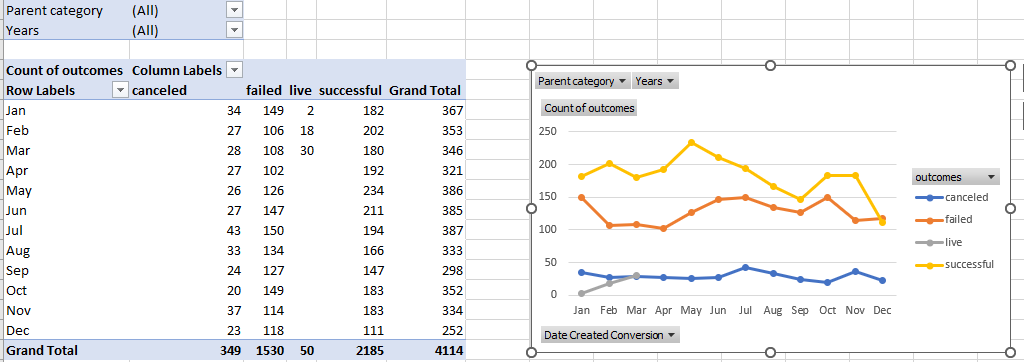 Parent category (All)
Years (All)
Count of outcomes Column Labels
Row Labels canceled failed live successful Grand Total
Jan 34 149 2 182 367
Feb 27 106 18 202 353
Mar 28 108 30 180 346
Apr 27 102 192 321
May 26 126 234 386
Jun 27 147 211 385
Jul 43 150 194 387
Aug 33 134 166 333
Sep 24 127 147 298
Oct 20 149 183 352
Nov 37 114 183 334
Dec 23 118 111 252
Grand Total 349 1530 50 2185 4114
Parent category Years
Count of outcomes
250
200
150
100
50
0
Jan Feb Mar Apr May Jun Jul Aug Sep Oct Nov Dec
outcomes
canceled
failed
live
successful
Date Created Conversion